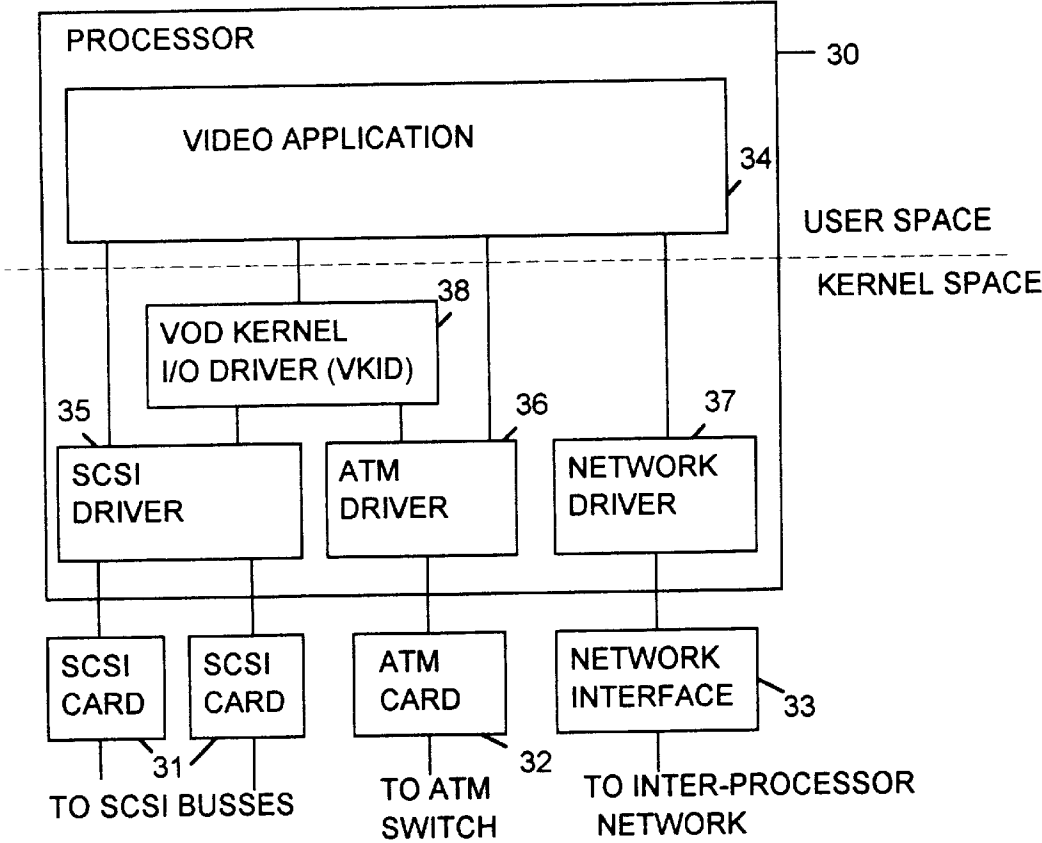 PROCESSOR
30
VIDEO APPLICATION
34
USER SPACE
KERNEL SPACE
38
VOD KERNEL
I/O DRIVER (VKID)
35
36
37
SCSI
DRIVER
ATM
DRIVER
NETWORK
DRIVER
SCSI
CARD
SCSI
CARD
31
ATM
CARD
32
NETWORK
INTERFACE
33
TO SCSI BUSSES
TO ATM
SWITCH
TO INTER-PROCESSOR
NETWORK